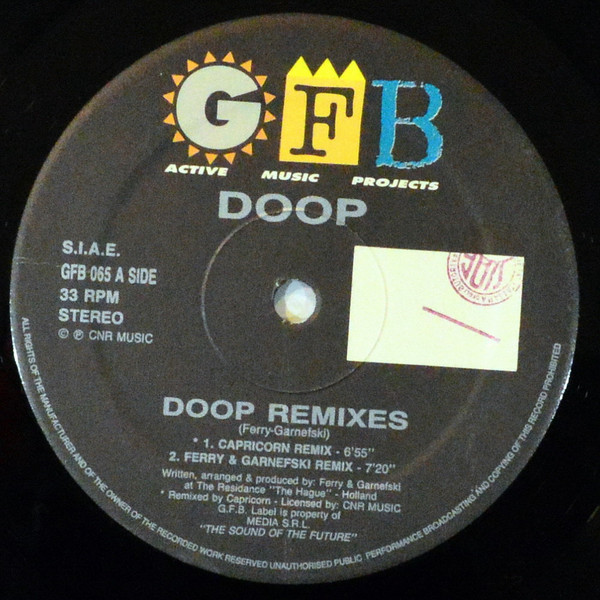 GFB
ACTIVE MUSIC PROJECTS
DOOP
S.I.A.E.
GFB 065 A SIDE
33 RPM
STEREO
© ℗ CNR MUSIC
DOOP REMIXES
(Ferry-Garnefski)
* 1. CAPRICORN REMIX - 6'55"
2. FERRY & GARNEFSKI REMIX - 7'20"
Written, arranged & produced by: Ferry & Garnefski
at The Residance "The Hague" - Holland
* Remixed by Capricorn - Licensed by: CNR MUSIC
G.F.B. Label is property of
MEDIA S.R.L.
"THE SOUND OF THE FUTURE"
ALL RIGHTS OF THE MANUFACTURER AND OF THE OWNER OF THE RECORDED WORK RESERVED UNAUTHORISED PUBLIC PERFORMANCE BROADCASTING AND COPYING OF THIS RECORD PROHIBITED